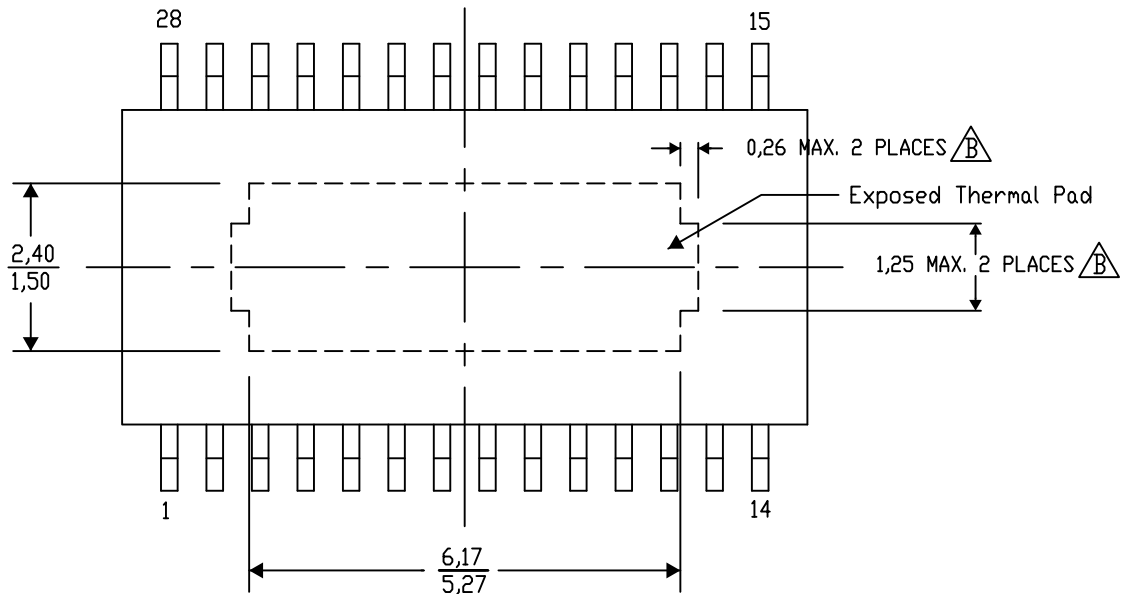 28
15
0,26 MAX. 2 PLACES B
Exposed Thermal Pad
2,40
1,50
1,25 MAX. 2 PLACES B
1
14
6,17
5,27